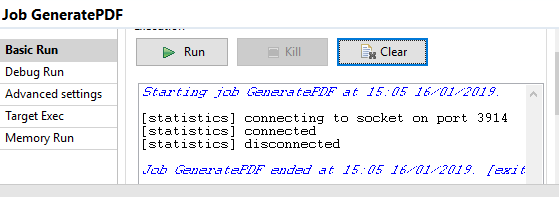 Job GeneratePDF
Basic Run
Debug Run
Advanced settings
Target Exec
Memory Run
Execution
Run
Kill
Clear
Starting job GeneratePDF at 15:05 16/01/2019.
[statistics] connecting to socket on port 3914
[statistics] connected
[statistics] disconnected
Job GeneratePDF ended at 15:05 16/01/2019. [exit